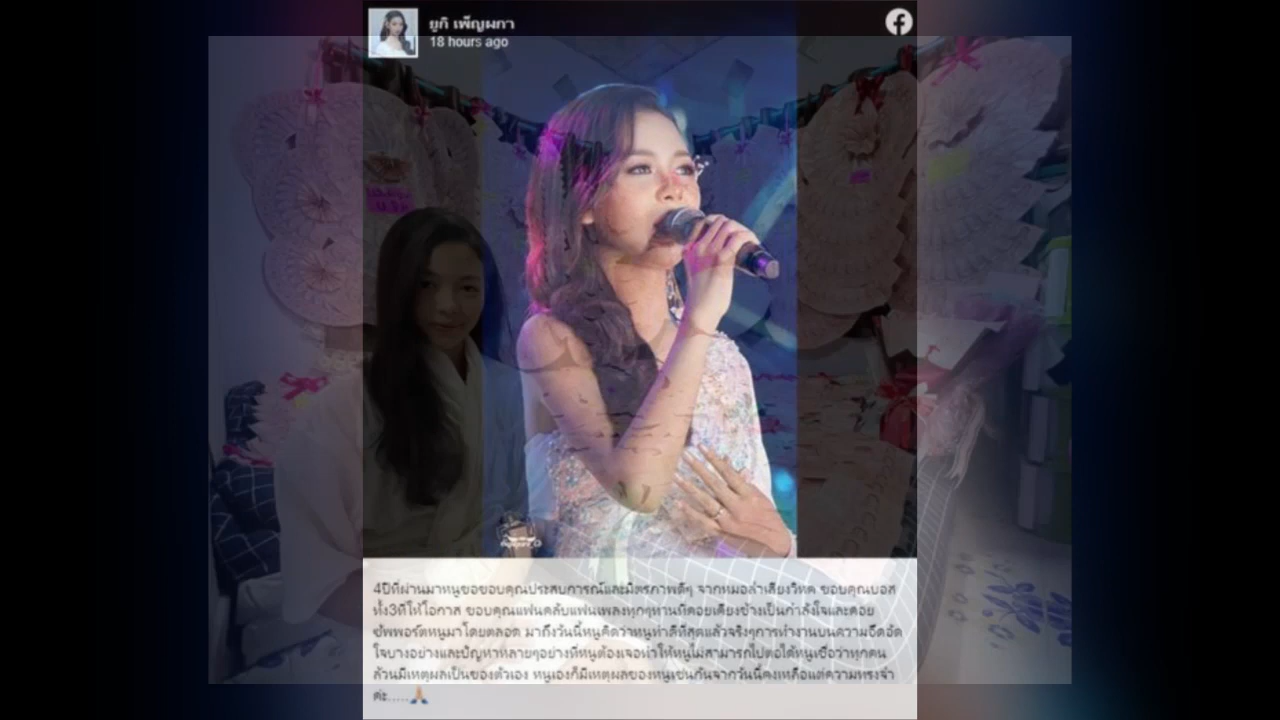 ยูกิ เพ็ญผกา
18 hours ago
4ปีที่ผ่านมาหนูขอขอบคุณประสบการณ์และมิตรภาพดีๆ จากหมอลำเสียงวิหค ขอบคุณบอส
ทั้ง3ที่ให้โอกาส ขอบคุณแฟนคลับแฟนเพลงทุกๆท่านที่คอยเคียงข้างเป็นกำลังใจและคอย
ซัพพอร์ตหนูมาโดยตลอด มาถึงวันนี้หนูคิดว่าหนูทำดีที่สุดแล้วจริงๆการทำงานบนความอึดอัด
ใจบางอย่างและปัญหาหลายๆอย่างที่หนูต้องเจอทำให้หนูไม่สามารถไปต่อได้หนูเชื่อว่าทุกคน
ล้วนมีเหตุผลเป็นของตัวเอง หนูเองก็มีเหตุผลของหนูเช่นกันจากวันนี้คงเหลือแต่ความทรงจำ
ค่ะ.....🙏🏽